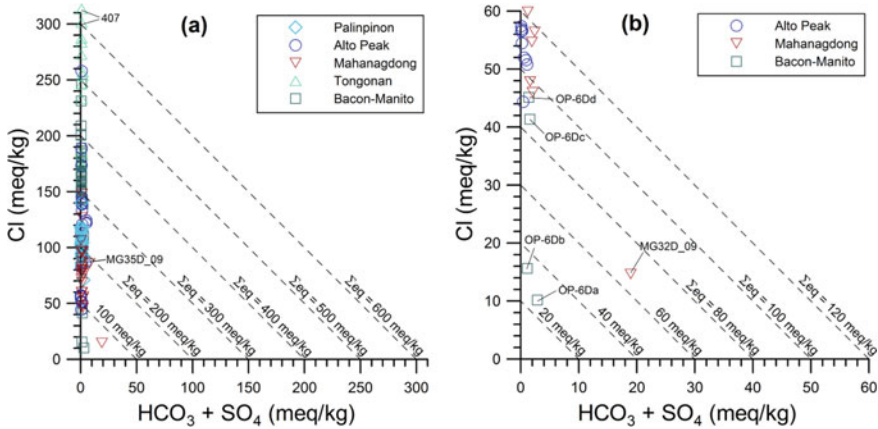 407
(a)
Palinpinon
Alto Peak
Mahanagdong
Tongonan
Bacon-Manito
MG35D_09
100 meq/kg
Σeq = 200 meq/kg
Σeq = 300 meq/kg
Σeq = 400 meq/kg
Σeq = 500 meq/kg
Σeq = 600 meq/kg
300
250
200
150
100
50
0
Cl (meq/kg)
0 50 100 150 200 250 300
HCO₃ + SO₄ (meq/kg)
(b)
Alto Peak
Mahanagdong
Bacon-Manito
OP-6Dd
OP-6Dc
OP-6Db
MG32D_09
OP-6Da
20 meq/kg
40 meq/kg
60 meq/kg
Σeq = 80 meq/kg
Σeq = 100 meq/kg
Σeq = 120 meq/kg
60
50
40
30
20
10
0
Cl (meq/kg)
0 10 20 30 40 50 60
HCO₃ + SO₄ (meq/kg)